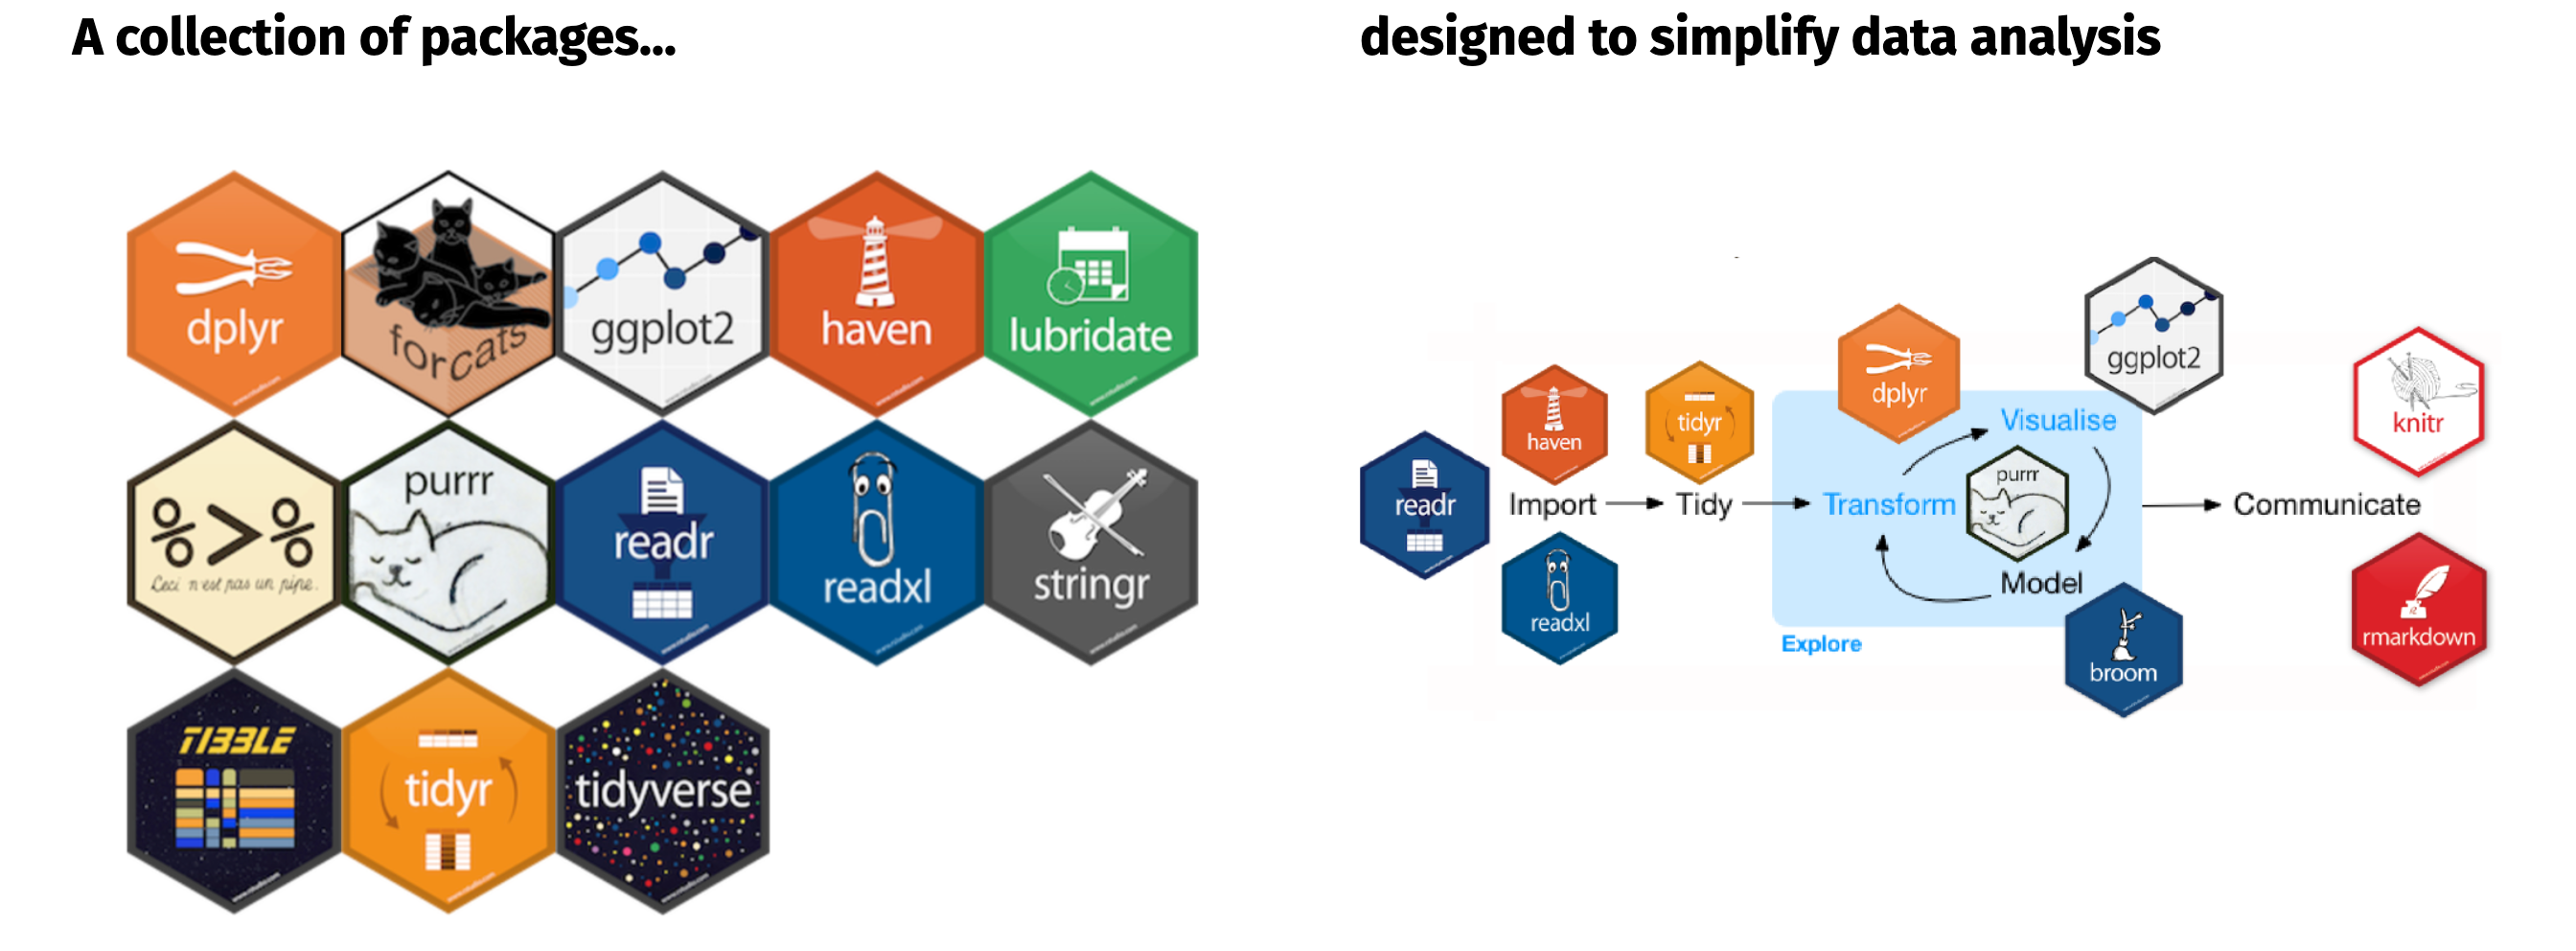 A collection of packages...
designed to simplify data analysis
dplyr
forcats
ggplot2
haven
lubridate
%>%
Ceci n'est pas un pipe.
purrr
readr
readxl
stringr
TIBBLE
tidyr
tidyverse
readr
haven
readxl
Import
tidyr
Tidy
dplyr
Transform
ggplot2
Visualise
purrr
Model
broom
Explore
Communicate
knitr
rmarkdown